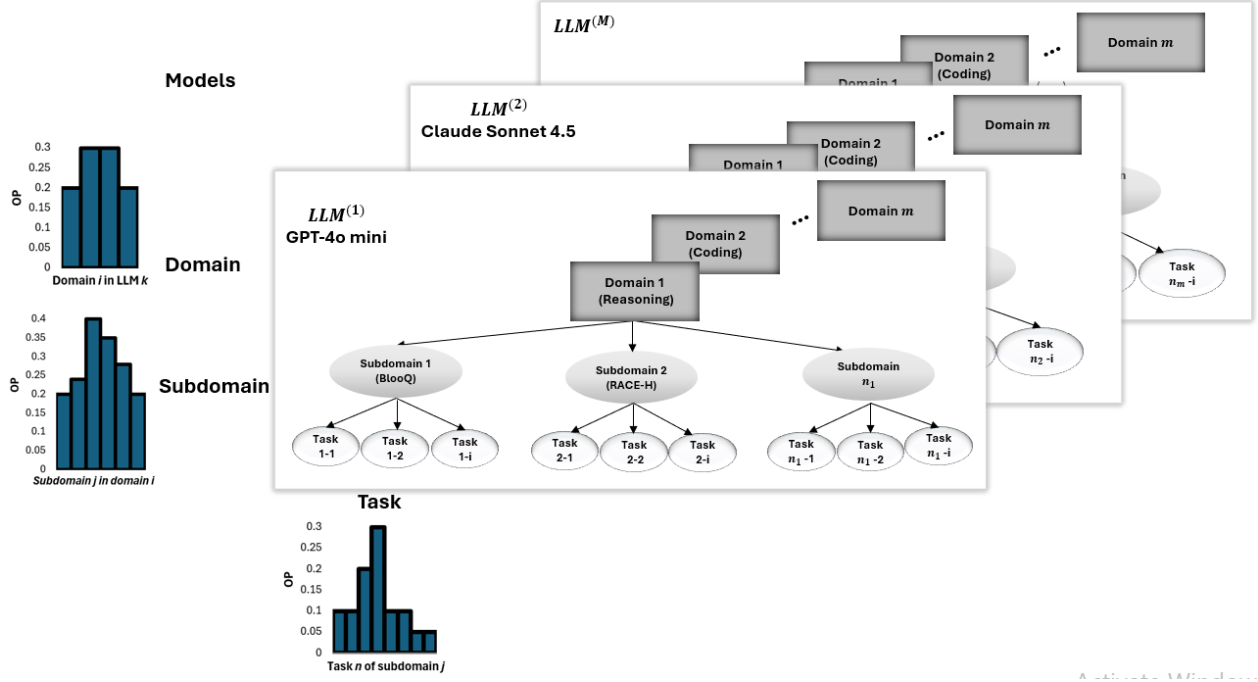 LLM^(M)
Domain m
Domain 2
(Coding)
Domain 1
Models
LLM^(2)
Claude Sonnet 4.5
Domain m
Domain 2
(Coding)
Domain 1
LLM^(1)
GPT-4o mini
Domain m
Domain 2
(Coding)
Domain 1
(Reasoning)
Subdomain 1
(BlooQ)
Subdomain 2
(RACE-H)
Subdomain
n₁
Task
1-1
Task
1-2
Task
1-i
Task
2-1
Task
2-2
Task
2-i
Task
n₁ -1
Task
n₁ -2
Task
n₁ -i
Task
n₂ -i
Task
nₘ -i
0.3
0.25
0.2
0.15
0.1
0.05
0
OP
Domain i in LLM k
Domain
0.4
0.35
0.3
0.25
0.2
0.15
0.1
0.05
0
OP
Subdomain j in domain i
Subdomain
Task
0.3
0.25
0.2
0.15
0.1
0.05
0
OP
Task n of subdomain j